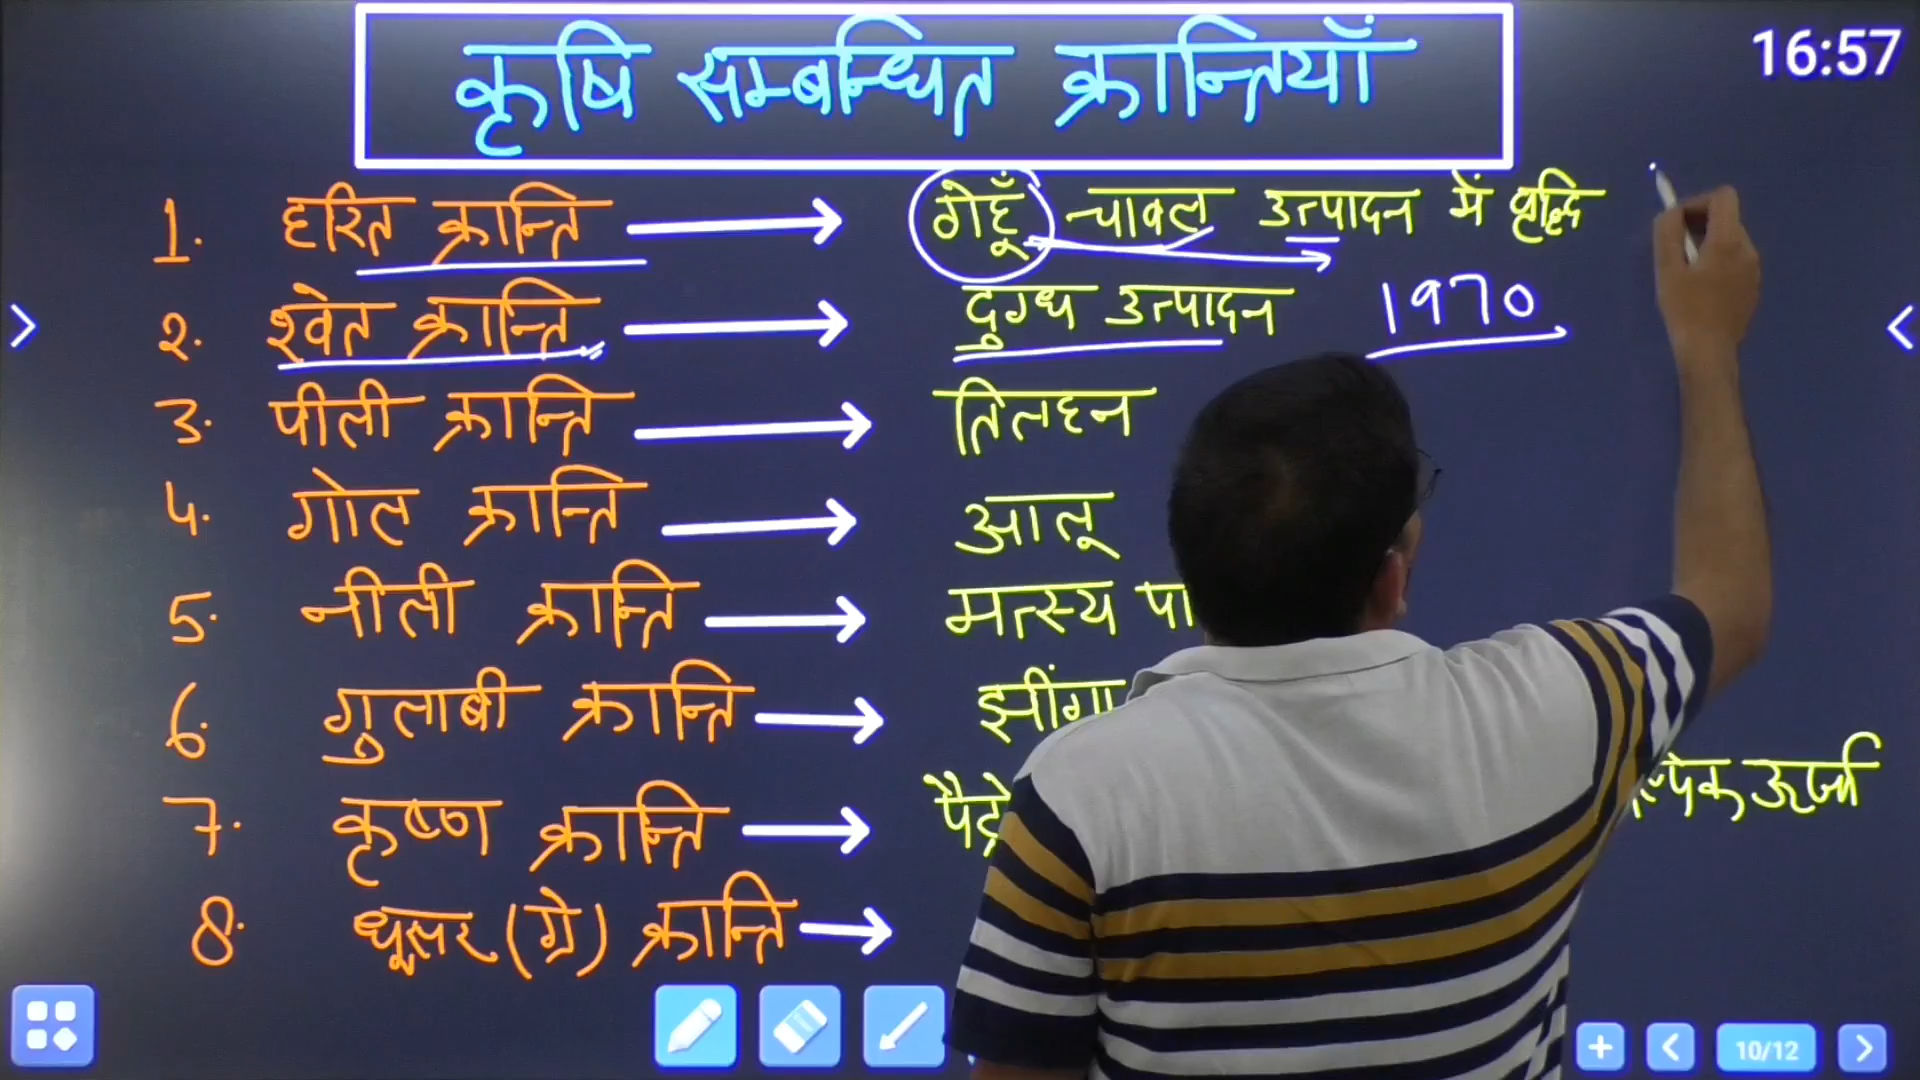 कृषि सम्बन्धित क्रान्तियाँ
16:57
1. हरित क्रान्ति → गेहूँ चावल उत्पादन में वृद्धि
2. श्वेत क्रान्ति → दुग्ध उत्पादन 1970
3. पीली क्रान्ति → तिलहन
4. गोल क्रान्ति → आलू
5. नीली क्रान्ति → मत्स्य पा
6. गुलाबी क्रान्ति → झींगा
7. कृष्ण क्रान्ति → पैट्रो ऊर्जा
8. धूसर (ग्रे) क्रान्ति →
10/12